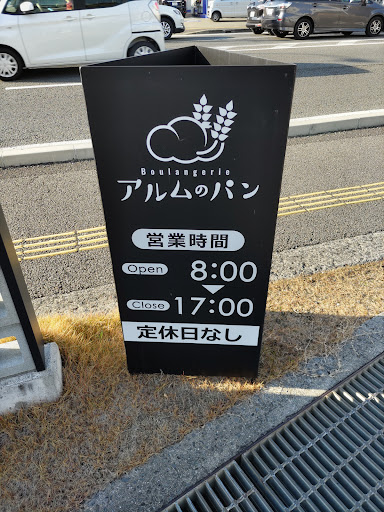 Boulangerie
アルムのパン
営業時間
Open 8:00
Close 17:00
定休日なし